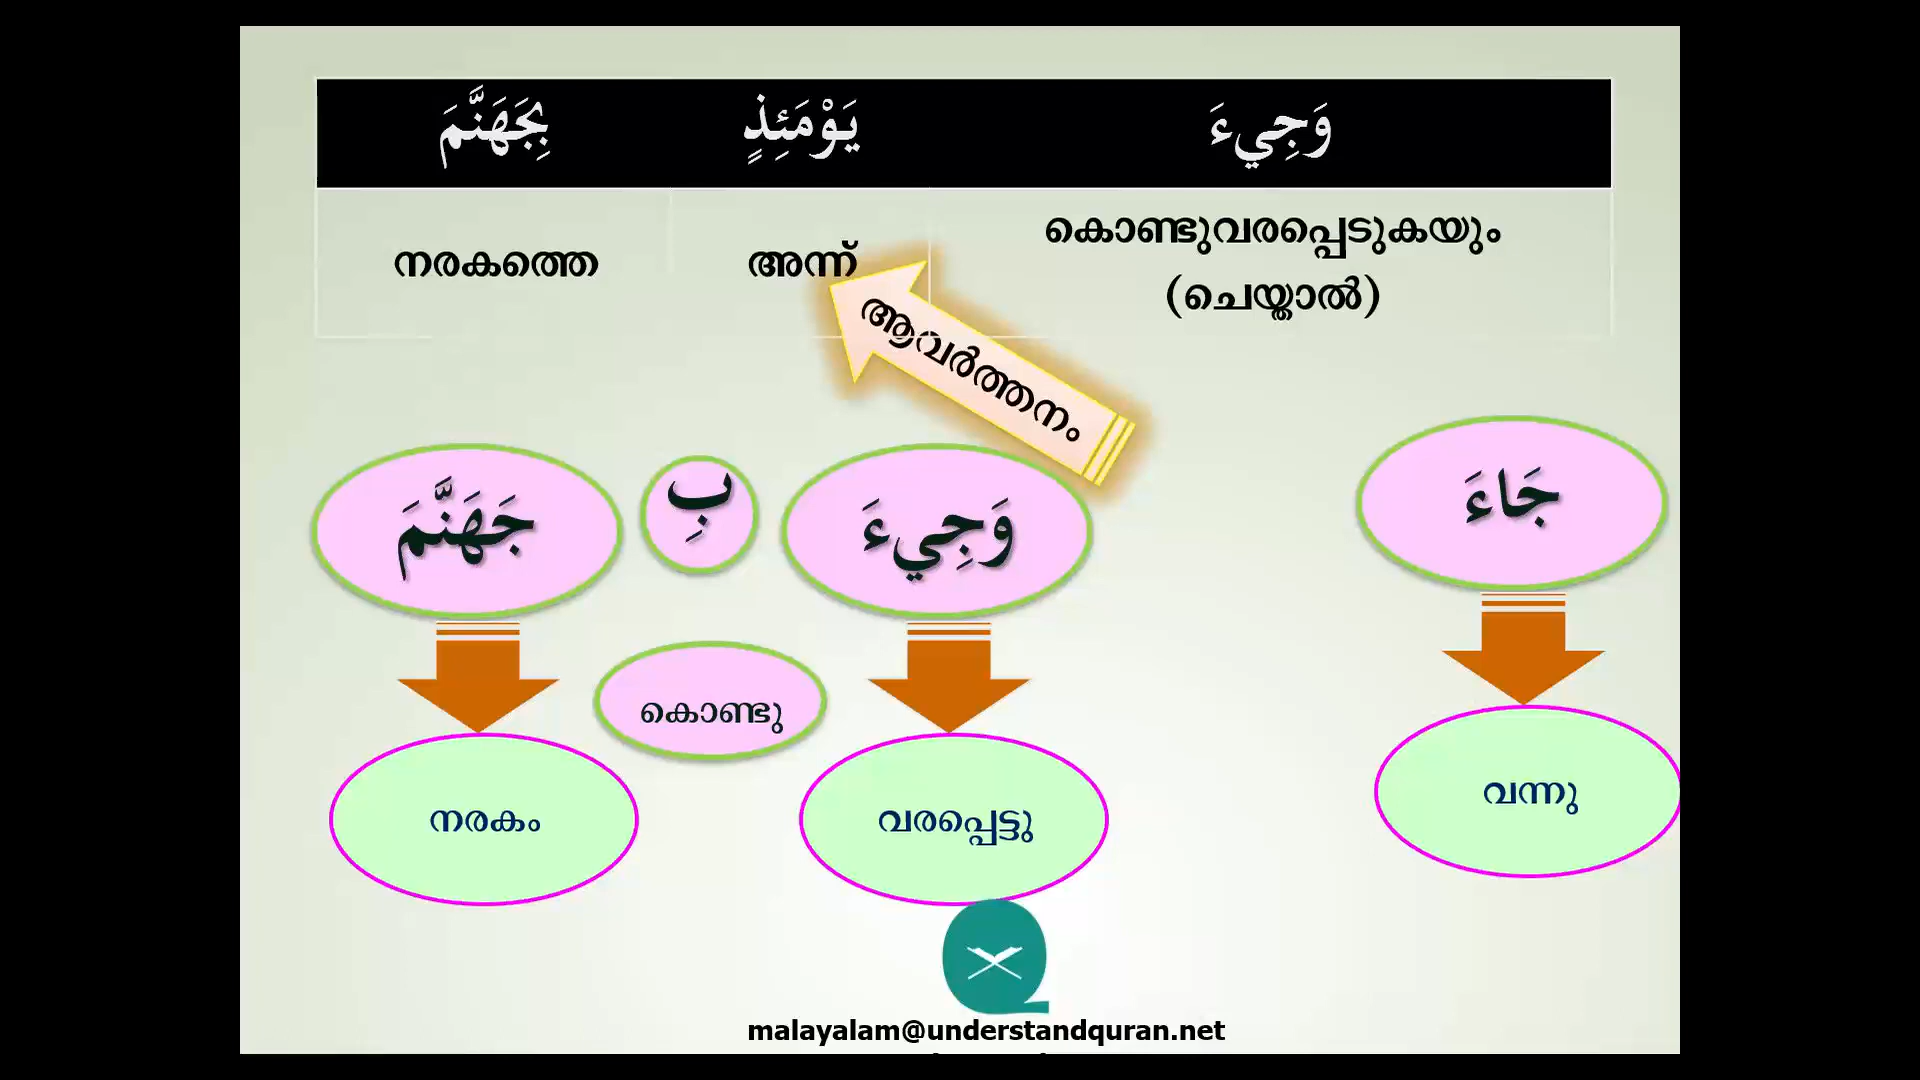 وَجِيءَ يَوْمَئِذٍ بِجَهَنَّمَ
കൊണ്ടുവരപ്പെടുകയും
(ചെയ്താൽ)
അന്ന്
നരകത്തെ
ആവർത്തനം
جَاءَ
وَجِيءَ
بِ
جَهَنَّمَ
വന്നു
വരപ്പെട്ടു
കൊണ്ടു
നരകം
malayalam@understandquran.net